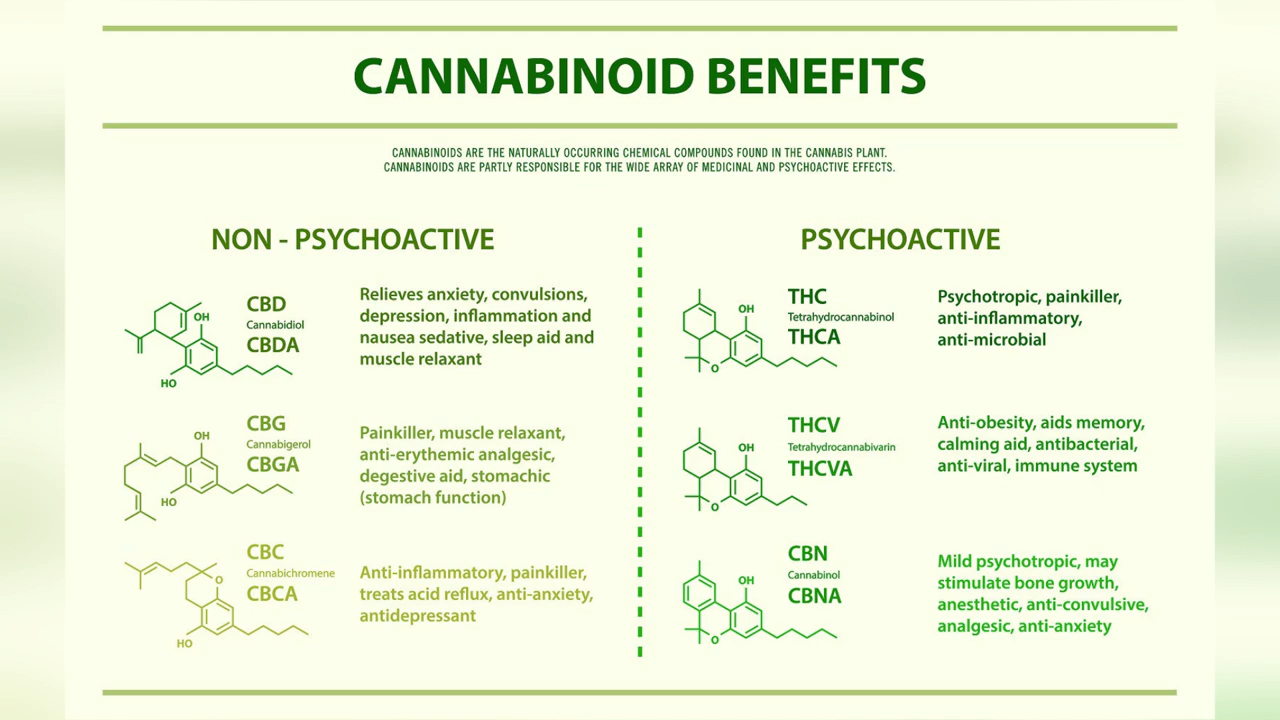 CANNABINOID BENEFITS
CANNABINOIDS ARE THE NATURALLY OCCURRING CHEMICAL COMPOUNDS FOUND IN THE CANNABIS PLANT.
CANNABINOIDS ARE PARTLY RESPONSIBLE FOR THE WIDE ARRAY OF MEDICINAL AND PSYCHOACTIVE EFFECTS.
NON - PSYCHOACTIVE
OH
HO
CBD
Cannabidiol
CBDA
Relieves anxiety, convulsions,
depression, inflammation and
nausea sedative, sleep aid and
muscle relaxant
OH
HO
CBG
Cannabigerol
CBGA
Painkiller, muscle relaxant,
anti-erythemic analgesic,
degestive aid, stomachic
(stomach function)
O
HO
CBC
Cannabichromene
CBCA
Anti-inflammatory, painkiller,
treats acid reflux, anti-anxiety,
antidepressant
PSYCHOACTIVE
OH
O
THC
Tetrahydrocannabinol
THCA
Psychotropic, painkiller,
anti-inflammatory,
anti-microbial
OH
O
THCV
Tetrahydrocannabivarin
THCVA
Anti-obesity, aids memory,
calming aid, antibacterial,
anti-viral, immune system
OH
O
CBN
Cannabinol
CBNA
Mild psychotropic, may
stimulate bone growth,
anesthetic, anti-convulsive,
analgesic, anti-anxiety